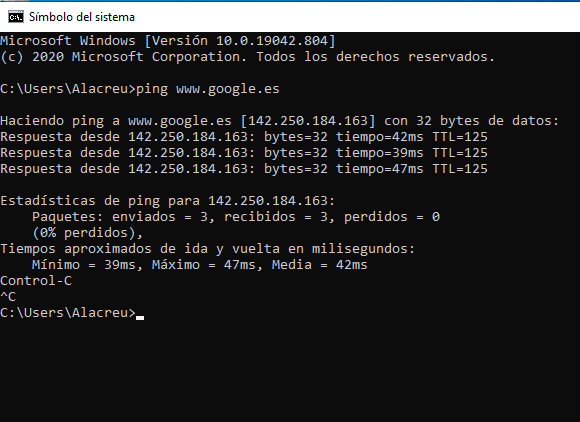 Símbolo del sistema
Microsoft Windows [Versión 10.0.19042.804]
(c) 2020 Microsoft Corporation. Todos los derechos reservados.
C:\Users\Alacreu>ping www.google.es
Haciendo ping a www.google.es [142.250.184.163] con 32 bytes de datos:
Respuesta desde 142.250.184.163: bytes=32 tiempo=42ms TTL=125
Respuesta desde 142.250.184.163: bytes=32 tiempo=39ms TTL=125
Respuesta desde 142.250.184.163: bytes=32 tiempo=47ms TTL=125
Estadísticas de ping para 142.250.184.163:
Paquetes: enviados = 3, recibidos = 3, perdidos = 0
(0% perdidos),
Tiempos aproximados de ida y vuelta en milisegundos:
Mínimo = 39ms, Máximo = 47ms, Media = 42ms
Control-C
^C
C:\Users\Alacreu>